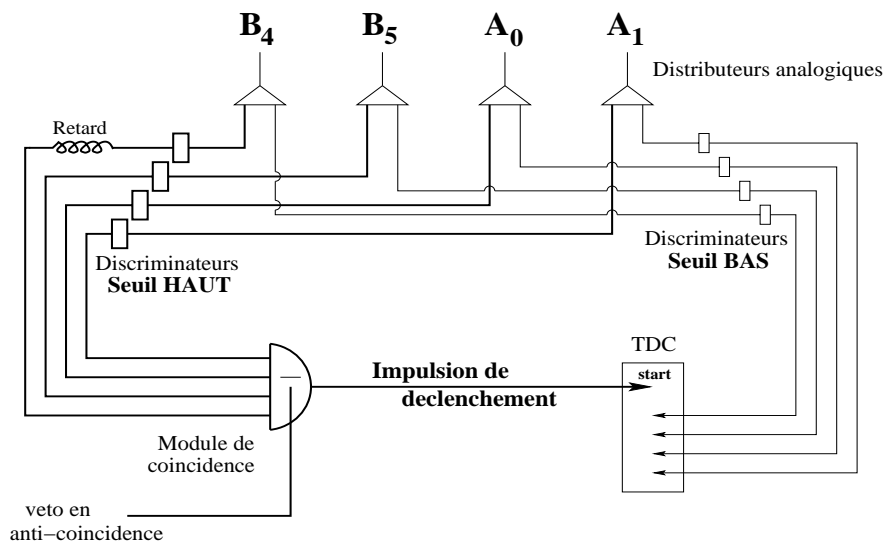 B4 B5 A0 A1
Distributeurs analogiques
Retard
Discriminateurs
Seuil HAUT
Discriminateurs
Seuil BAS
TDC
start
Impulsion de
declenchement
Module de
coincidence
veto en
anti−coincidence